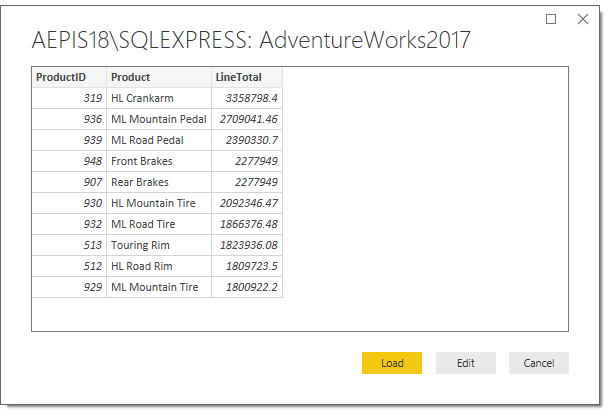 AEPIS18\SQLEXPRESS: AdventureWorks2017
ProductID Product LineTotal
319 HL Crankarm 3358798.4
936 ML Mountain Pedal 2709041.46
939 ML Road Pedal 2390330.7
948 Front Brakes 2277949
907 Rear Brakes 2277949
930 HL Mountain Tire 2092346.47
932 ML Road Tire 1866376.48
513 Touring Rim 1823936.08
512 HL Road Rim 1809723.5
929 ML Mountain Tire 1800922.2
Load Edit Cancel